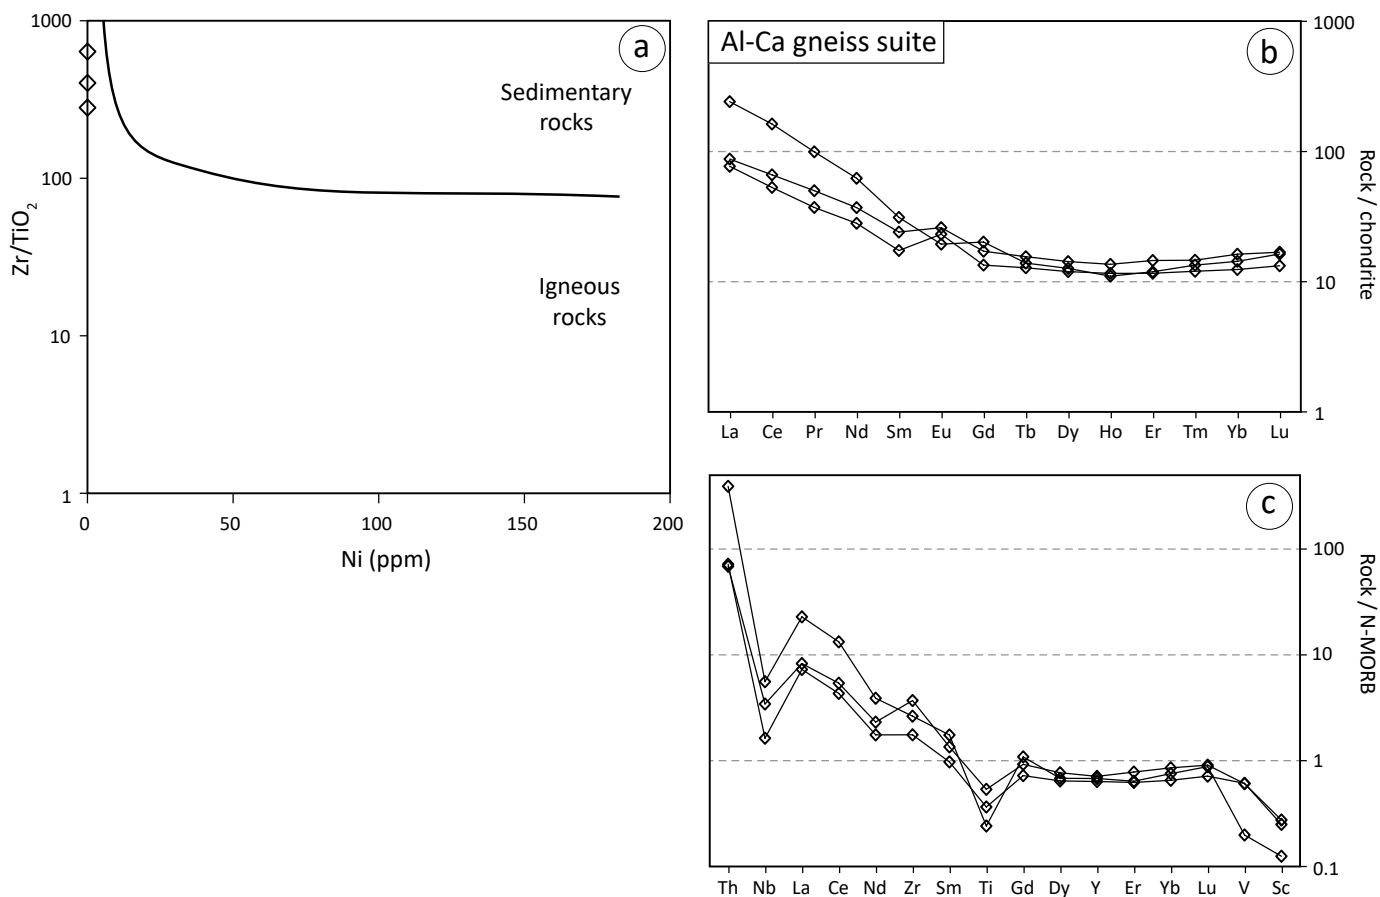 1000
100
10
1
Zr/TiO2
0
50
100
150
200
Ni (ppm)
a
Sedimentary
rocks
Igneous
rocks
Al-Ca gneiss suite
b
1000
100
10
1
Rock / chondrite
La Ce Pr Nd Sm Eu Gd Tb Dy Ho Er Tm Yb Lu
c
100
10
1
0.1
Rock / N-MORB
Th Nb La Ce Nd Zr Sm Ti Gd Dy Y Er Yb Lu V Sc